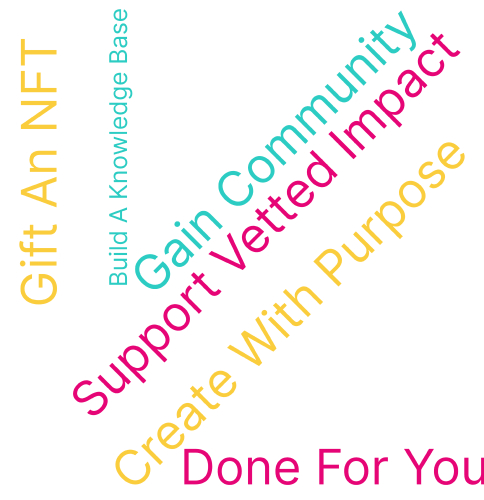 Gift An NFT
Build A Knowledge Base
Gain Community
Support Vetted Impact
Create With Purpose
Done For You